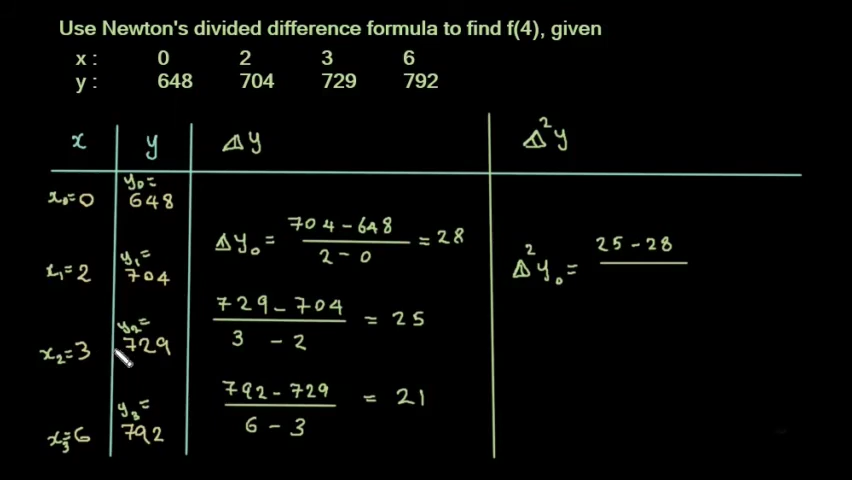 Use Newton's divided difference formula to find f(4), given
x : 0 2 3 6
y : 648 704 729 792
x y Δy Δ²y
x₀=0 y₀= 648
Δy₀ = 704-648 / 2-0 = 28
Δ²y₀ = 25-28
x₁=2 y₁= 704
729-704 / 3-2 = 25
x₂=3 y₂= 729
792-729 / 6-3 = 21
x₃=6 y₃= 792